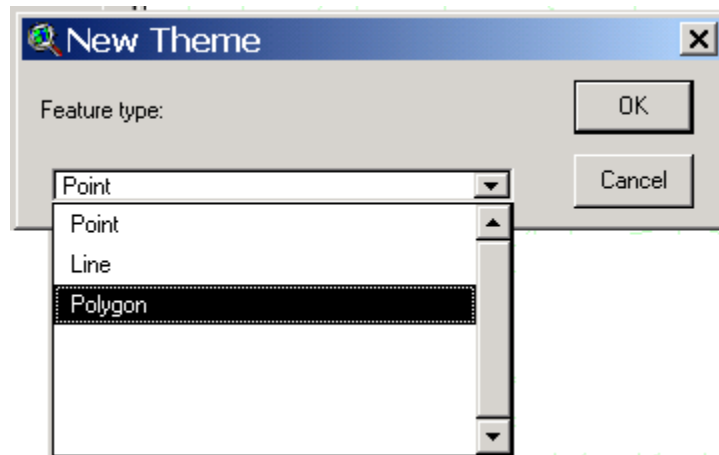 New Theme
Feature type:
OK
Point
Cancel
Point
Line
Polygon